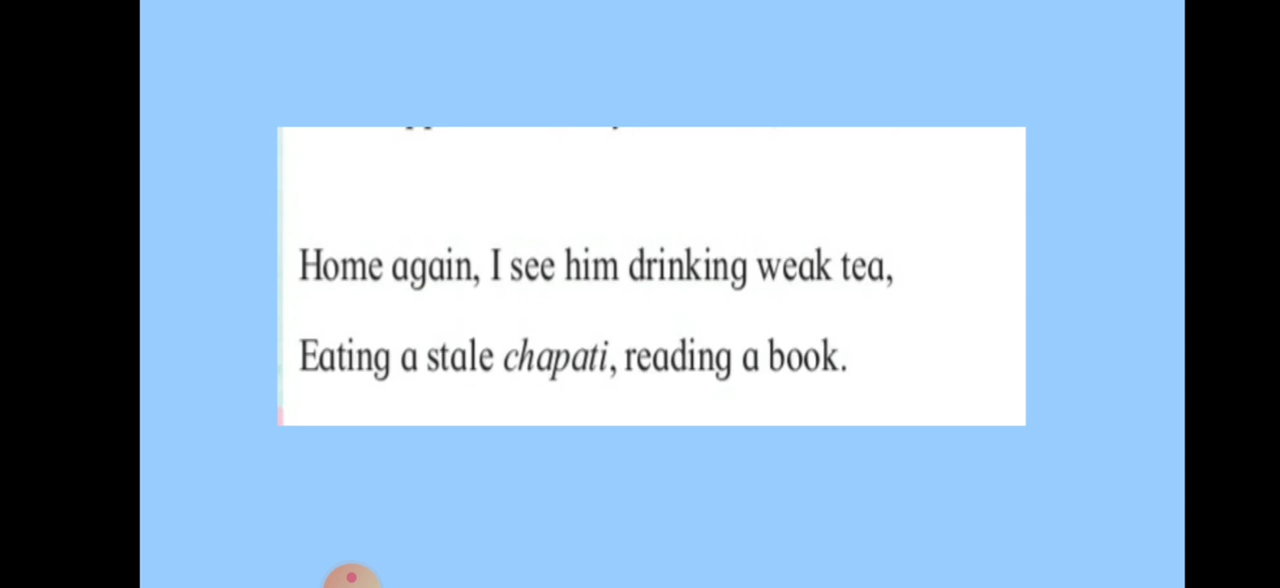 Home again, I see him drinking weak tea,
Eating a stale chapati, reading a book.